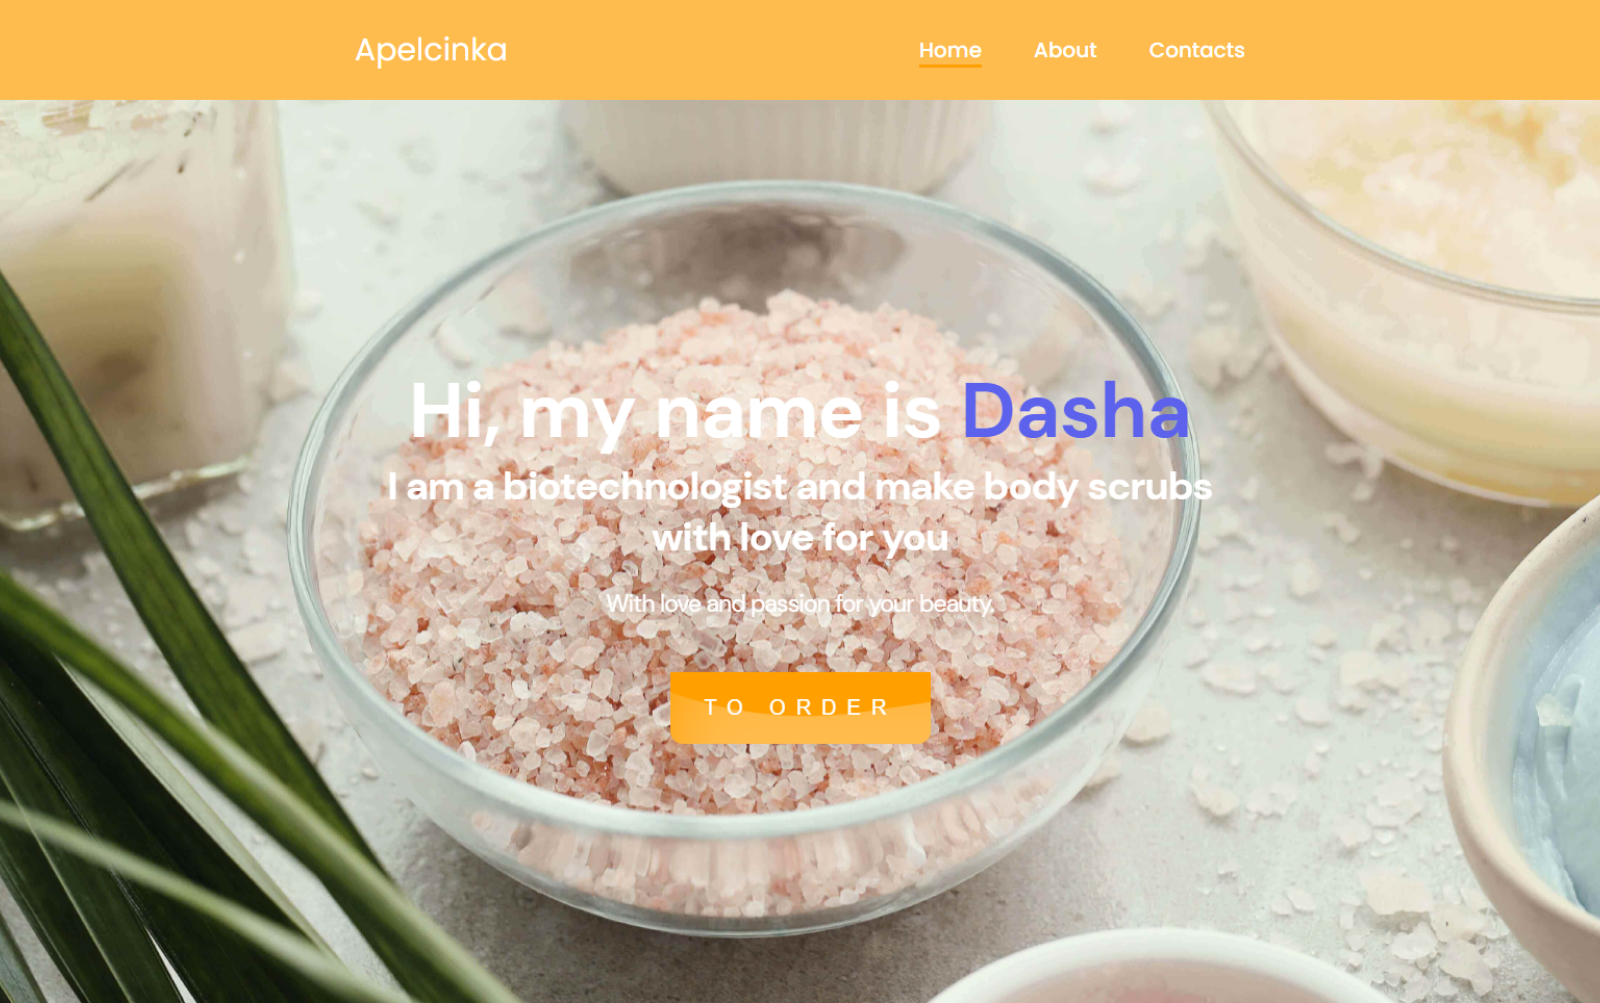 Apelcinka
Home About Contacts
Hi, my name is Dasha
I am a biotechnologist and make body scrubs
with love for you
With love and passion for your beauty.
TO ORDER